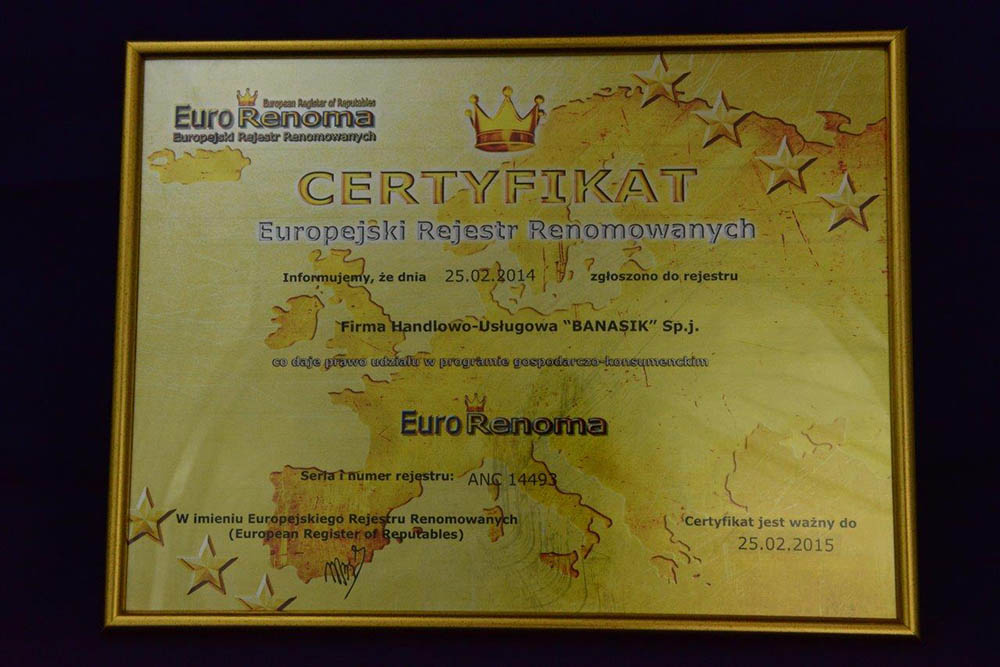 European Register of Reputables
Euro Renoma
Europejski Rejestr Renomowanych
CERTYFIKAT
Europejski Rejestr Renomowanych
Informujemy, że dnia 25.02.2014 zgłoszono do rejestru
Firma Handlowo-Usługowa “BANASIK” Sp.j.
co daje prawo udziału w programie gospodarczo-konsumenckim
Euro Renoma
Seria i numer rejestru: ANC 14493
W imieniu Europejskiego Rejestru Renomowanych
(European Register of Reputables)
Certyfikat jest ważny do
25.02.2015